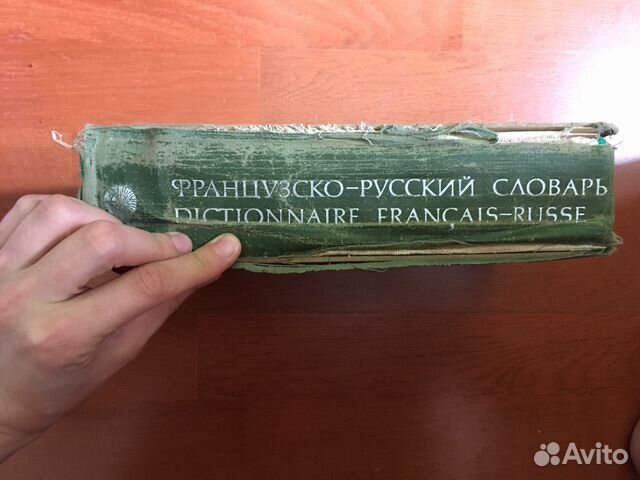 ФРАНЦУЗСКО-РУССКИЙ СЛОВАРЬ
DICTIONNAIRE FRANÇAIS-RUSSE
Avito